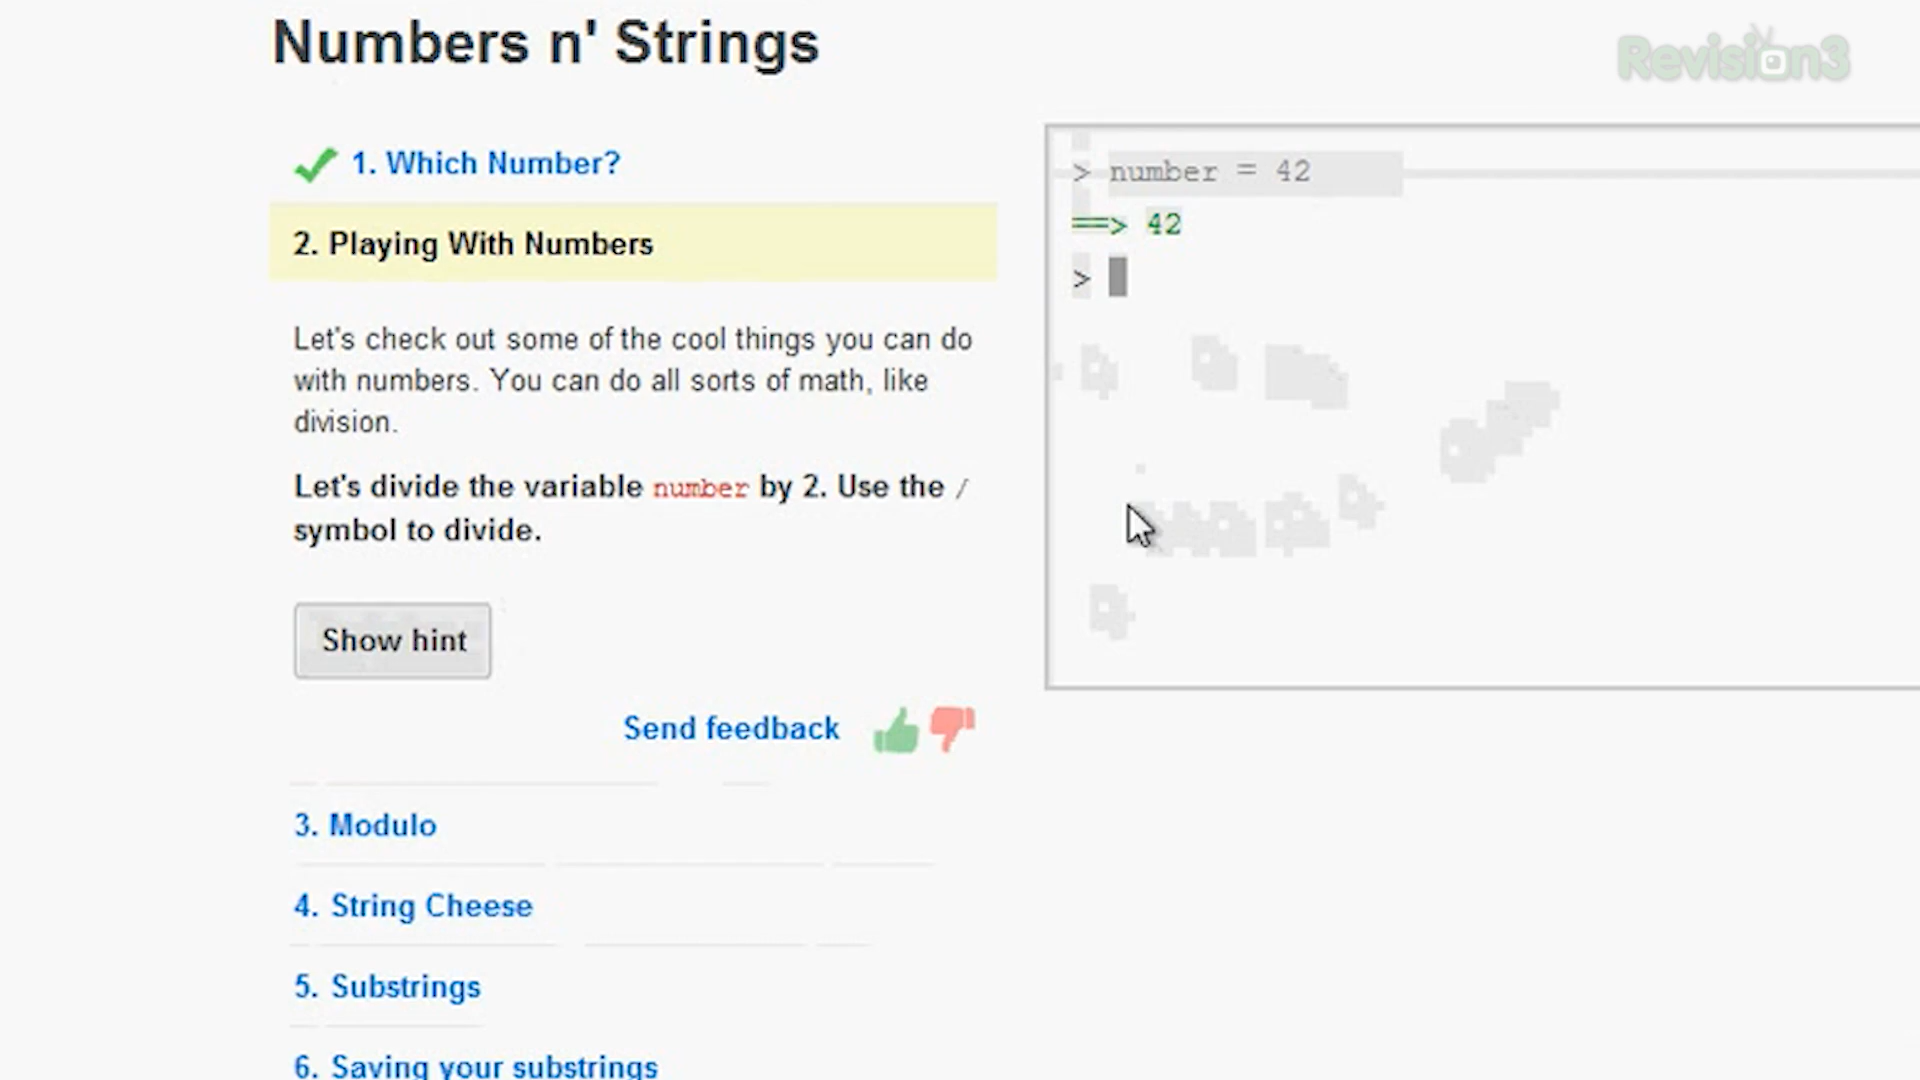 Numbers n' Strings
Revision3
1. Which Number?
2. Playing With Numbers
Let's check out some of the cool things you can do
with numbers. You can do all sorts of math, like
division.
Let's divide the variable number by 2. Use the /
symbol to divide.
Show hint
Send feedback
3. Modulo
4. String Cheese
5. Substrings
6. Saving your substrings
> number = 42
==> 42
>